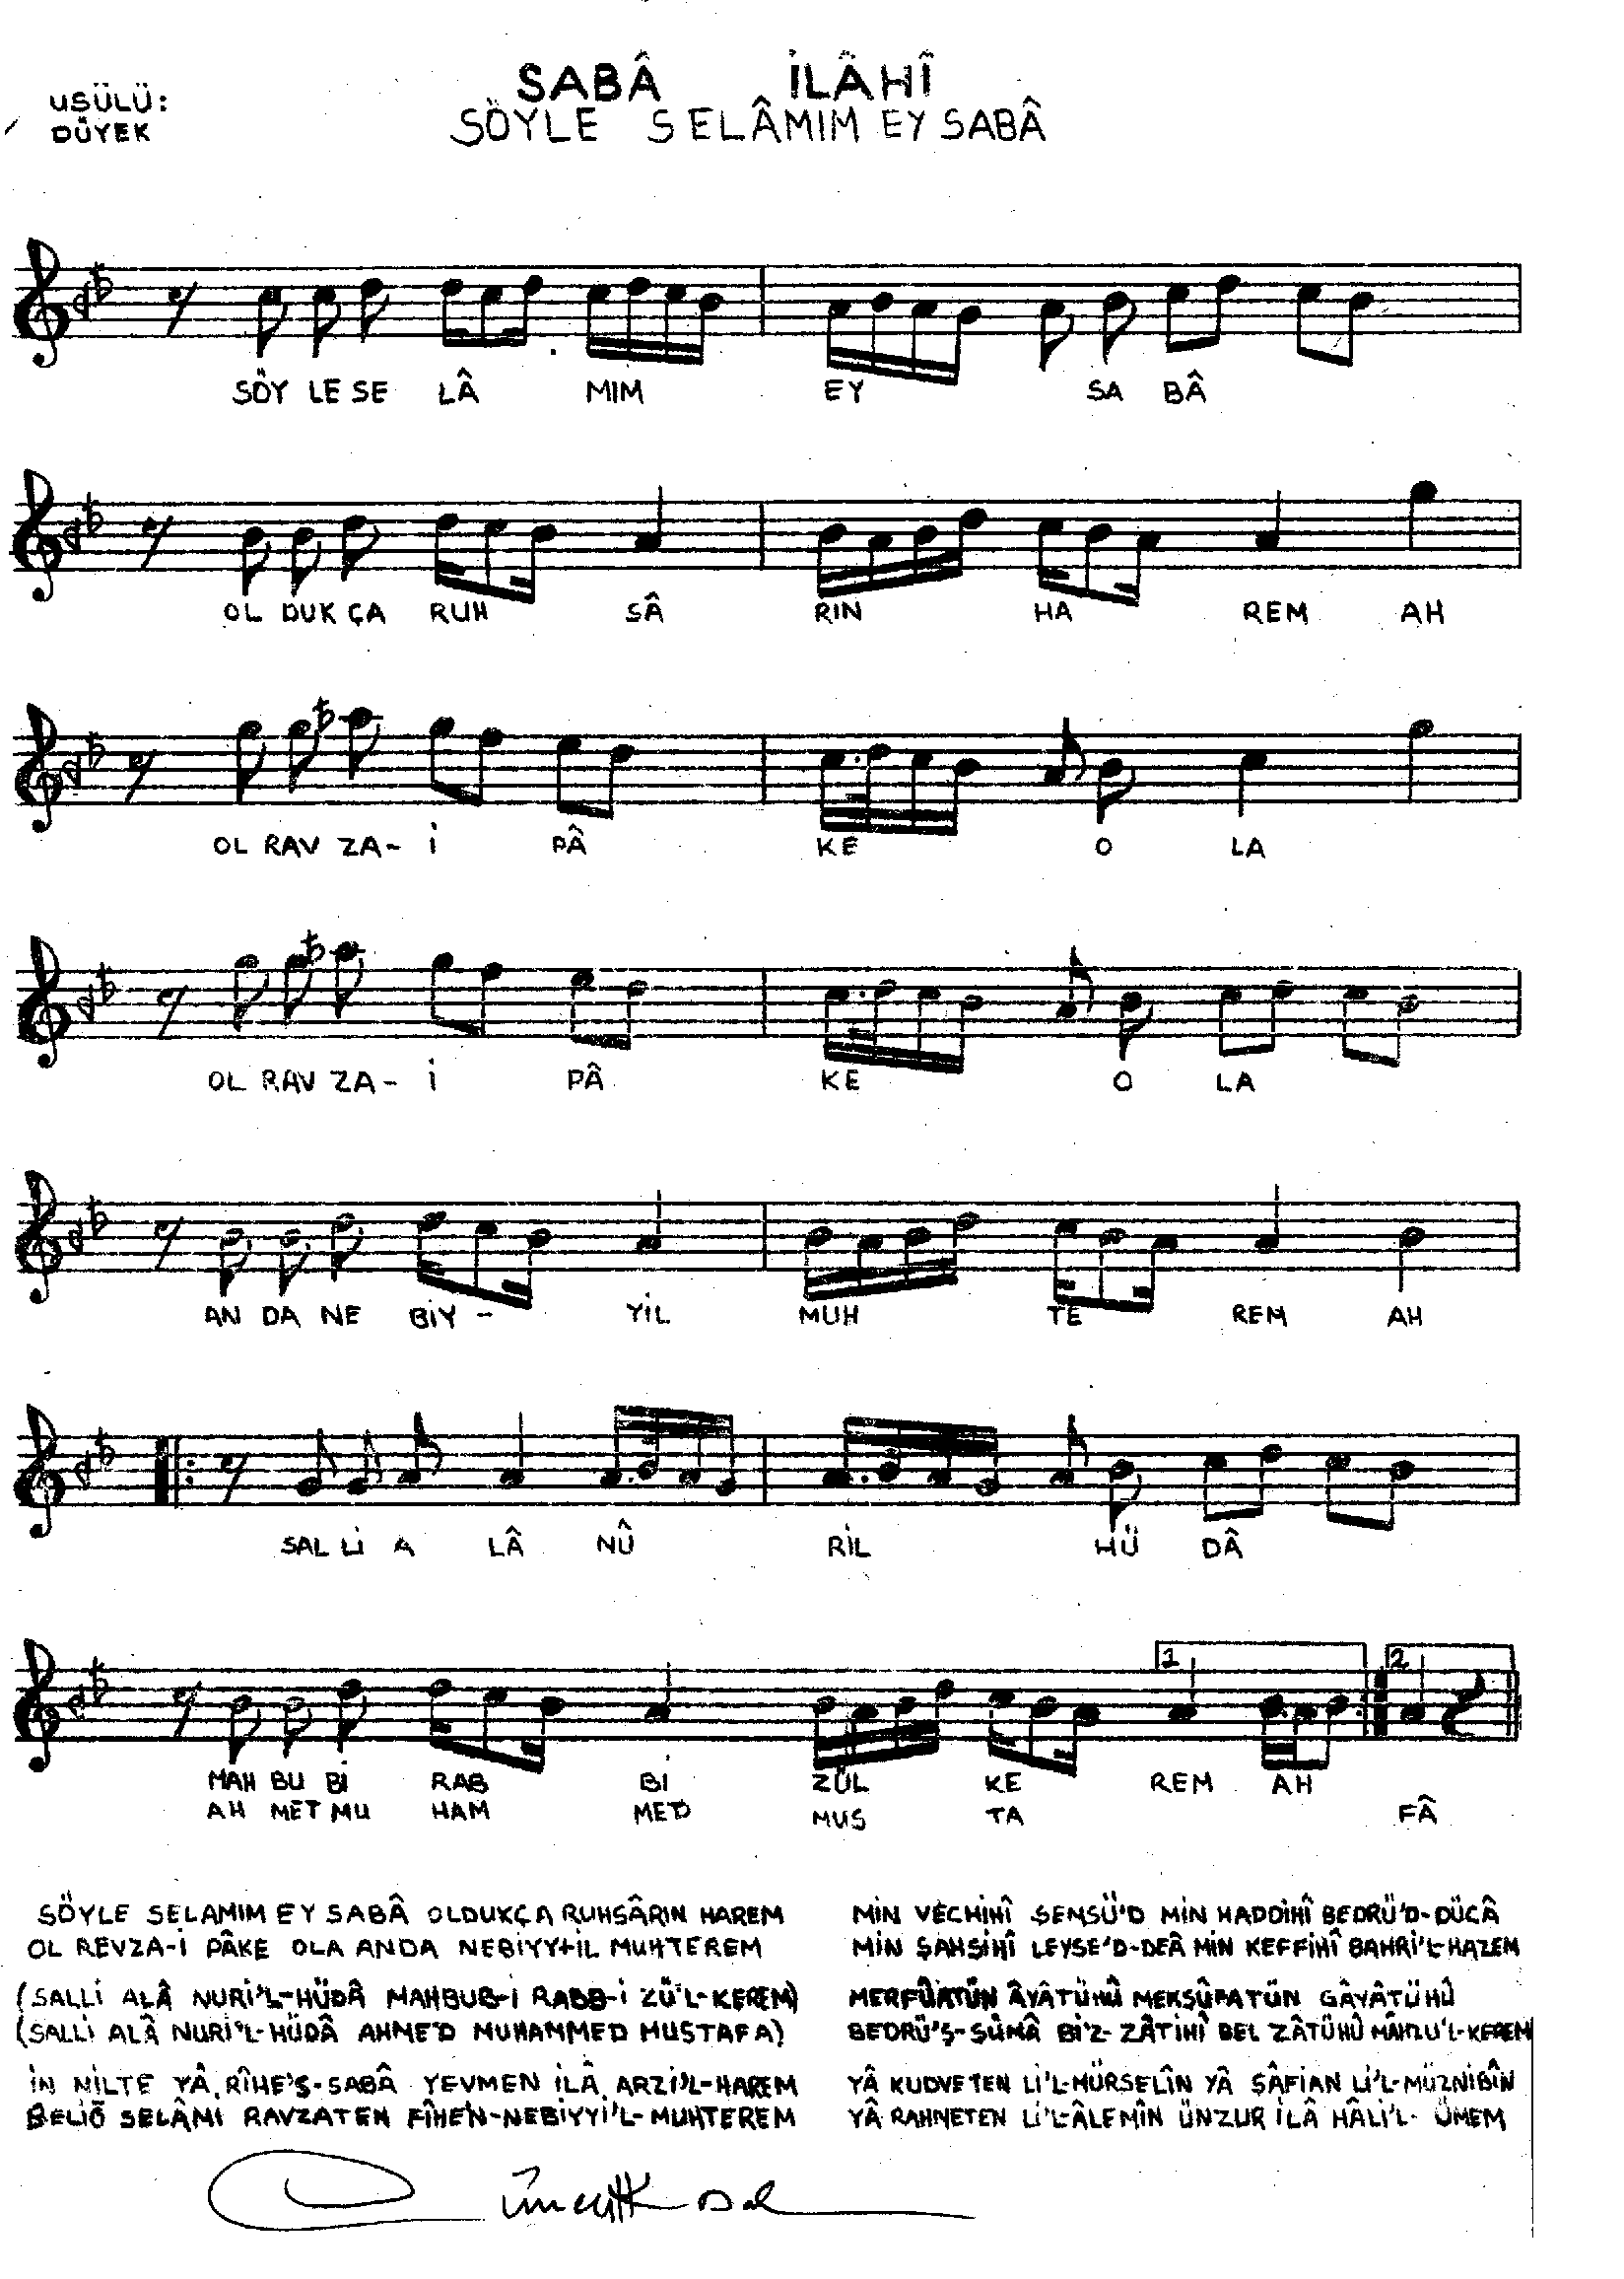 SABÂ İLÂHÎ
USÜLÜ:
DÜYEK
SÖYLE SELÂMIM EY SABÂ
SÖY LE SE LÂ MIM EY SA BÂ
OL DUK ÇA RUH SÂ RIN HA REM AH
OL RAV ZA- İ PÂ KE O LA
OL RAV ZA- İ PÂ KE O LA
AN DA NE BİY- YİL MUH TE REM AH
SAL Lİ A LÂ NÛ RİL HÜ DÂ
1 2
MAH BU Bİ RAB Bİ ZÜL KE REM AH
AH MET MU HAM MED MUS TA FÂ
SÖYLE SELAMIM EY SABÂ OLDUKÇA RUHSÂRIN HAREM
OL REVZA-İ PÂKE OLA ANDA NEBİYY-İL MUHTEREM
(SALLİ ALÂ NURİ'L-HÜDÂ MAHBUB-İ RABB-İ ZÜ'L-KEREM)
(SALLİ ALÂ NURİ'L-HÜDÂ AHMED MUHAMMED MUSTAFA)
İN NİLTE YÂ RÎHE'S-SABÂ YEVMEN İLÂ ARZİ'L-HAREM
BELİĞ SELÂMI RAVZATEN FÎHE'N-NEBİYYİ'L-MUHTEREM
MİN VECHİHÎ ŞEMSÜ'D MİN HADDİHÎ BEDRÜ'D-DÜCÂ
MİN ŞAHSİHÎ LEYSE'D-DEÂ MİN KEFFİHÎ BAHRİ'L-HAZEM
MERFÛATÜN ÂYÂTÜHÛ MEKSÛFATÜN GÂYÂTÜHÛ
BEDRÜ'Ş-ŞÛMÂ Bİ'Z-ZÂTİHÎ BEL ZÂTÜHÛ
YÂ KUDVETEN Lİ'L-MÜRSELÎN YÂ ŞÂFİAN Lİ'L-MÜZNİBÎN
YÂ RAHMETEN Lİ'L-ÂLEMÎN ÜNZUR İLÂ HÂLİ'L-ÜMEM